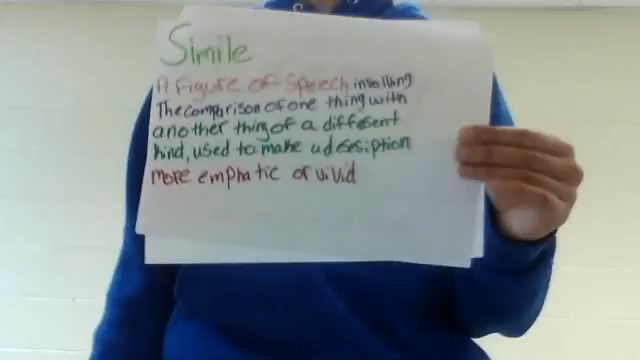 Simile
A Figure of Speech involving
The comparison of one thing with
another thing of a different
kind, used to make a desesiption
more emphatic or vivid